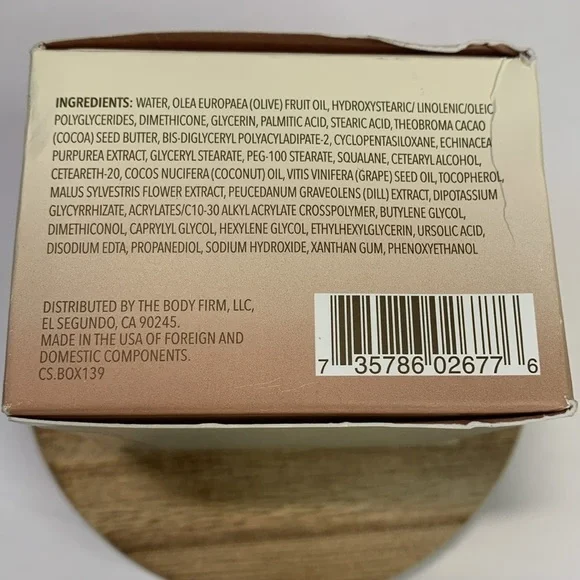 INGREDIENTS: WATER, OLEA EUROPAEA (OLIVE) FRUIT OIL, HYDROXYSTEARIC/ LINOLENIC/OLEIC
POLYGLYCERIDES, DIMETHICONE, GLYCERIN, PALMITIC ACID, STEARIC ACID, THEOBROMA CACAO
(COCOA) SEED BUTTER, BIS-DIGLYCERYL POLYACYLADIPATE-2, CYCLOPENTASILOXANE, ECHINACEA
PURPUREA EXTRACT, GLYCERYL STEARATE, PEG-100 STEARATE, SQUALANE, CETEARYL ALCOHOL,
CETEARETH-20, COCOS NUCIFERA (COCONUT) OIL, VITIS VINIFERA (GRAPE) SEED OIL, TOCOPHEROL,
MALUS SYLVESTRIS FLOWER EXTRACT, PEUCEDANUM GRAVEOLENS (DILL) EXTRACT, DIPOTASSIUM
GLYCYRRHIZATE, ACRYLATES/C10-30 ALKYL ACRYLATE CROSSPOLYMER, BUTYLENE GLYCOL,
DIMETHICONOL, CAPRYLYL GLYCOL, HEXYLENE GLYCOL, ETHYLHEXYLGLYCERIN, URSOLIC ACID,
DISODIUM EDTA, PROPANEDIOL, SODIUM HYDROXIDE, XANTHAN GUM, PHENOXYETHANOL
DISTRIBUTED BY THE BODY FIRM, LLC,
EL SEGUNDO, CA 90245.
MADE IN THE USA OF FOREIGN AND
DOMESTIC COMPONENTS.
CS.BOX139
7 35786 02677 6